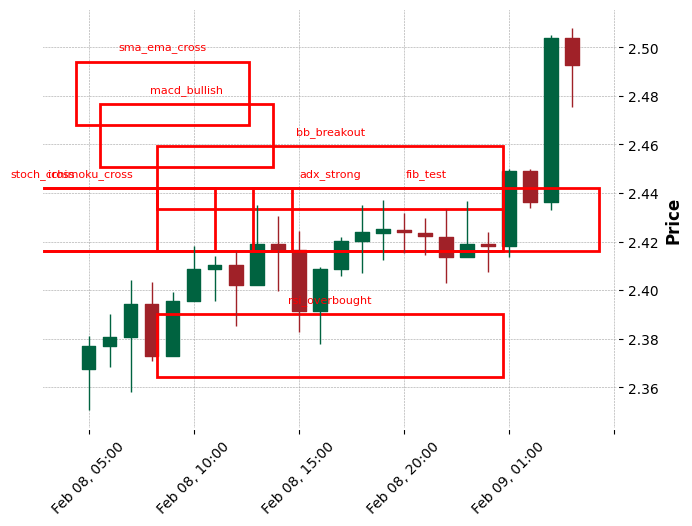 sma_ema_cross
2.50
macd_bullish
2.48
bb_breakout
2.46
stoch_cross
ichimoku_cross
adx_strong
fib_test
2.44
Price
2.42
2.40
rsi_overbought
2.38
2.36
Feb 08, 05:00
Feb 08, 10:00
Feb 08, 15:00
Feb 08, 20:00
Feb 09, 01:00